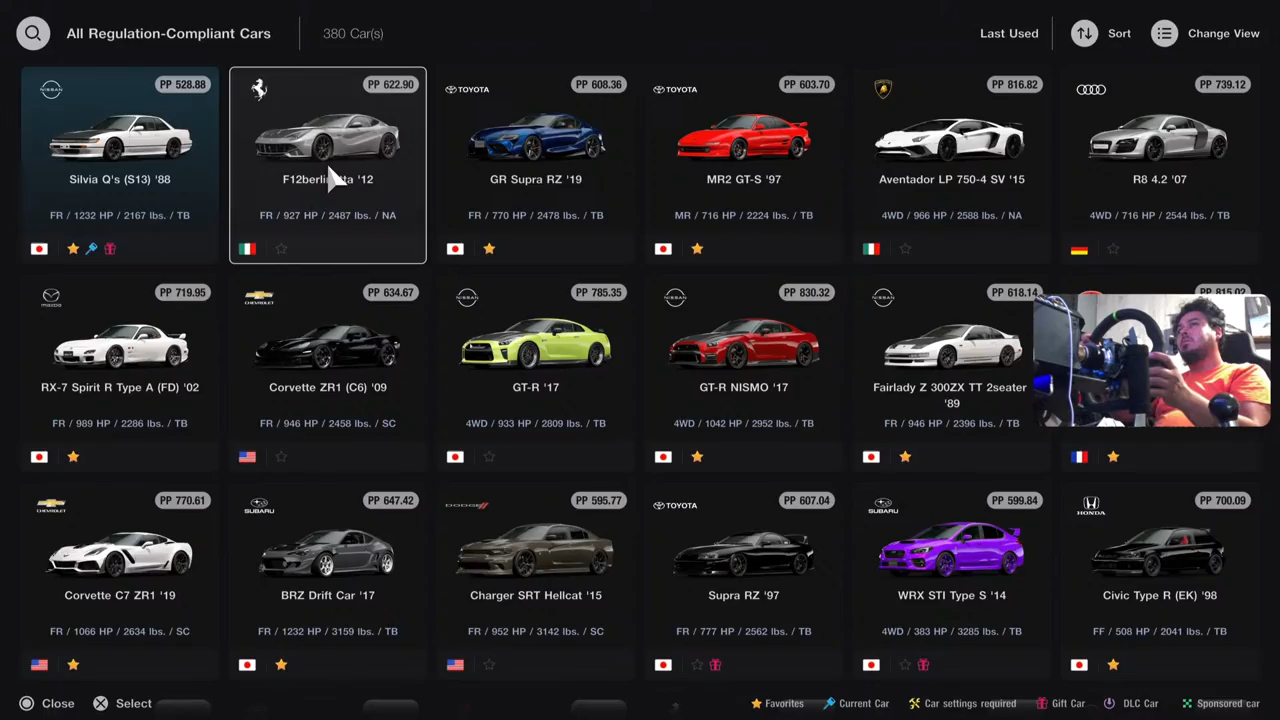 All Regulation-Compliant Cars 380 Car(s) Last Used Sort Change View
PP 528.88 PP 622.90 PP 608.36 PP 603.70 PP 816.82 PP 739.12
TOYOTA TOYOTA
Silvia Q's (S13) '88 GR Supra RZ '19 MR2 GT-S '97 Aventador LP 750-4 SV '15 R8 4.2 '07
FR / 1232 HP / 2167 lbs. / TB FR / 927 HP / 2487 lbs. / NA FR / 770 HP / 2478 lbs. / TB MR / 716 HP / 2224 lbs. / TB 4WD / 966 HP / 2588 lbs. / NA 4WD / 716 HP / 2544 lbs. / TB
PP 719.95 PP 634.67 PP 785.35 PP 830.32 PP 618.14
mazda CHEVROLET NISSAN NISSAN NISSAN
RX-7 Spirit R Type A (FD) '02 Corvette ZR1 (C6) '09 GT-R '17 GT-R NISMO '17 Fairlady Z 300ZX TT 2seater
'89
FR / 989 HP / 2286 lbs. / TB FR / 946 HP / 2458 lbs. / SC 4WD / 933 HP / 2809 lbs. / TB 4WD / 1042 HP / 2952 lbs. / TB FR / 946 HP / 2396 lbs. / TB
PP 770.61 PP 647.42 PP 595.77 PP 607.04 PP 599.84 PP 700.09
CHEVROLET SUBARU DODGE TOYOTA SUBARU HONDA
Corvette C7 ZR1 '19 BRZ Drift Car '17 Charger SRT Hellcat '15 Supra RZ '97 WRX STI Type S '14 Civic Type R (EK) '98
FR / 1066 HP / 2634 lbs. / SC FR / 1232 HP / 3159 lbs. / TB FR / 952 HP / 3142 lbs. / SC FR / 777 HP / 2562 lbs. / TB 4WD / 383 HP / 3285 lbs. / TB FF / 508 HP / 2041 lbs. / TB
Close Select Favorites Current Car Car settings required Gift Car DLC Car Sponsored car